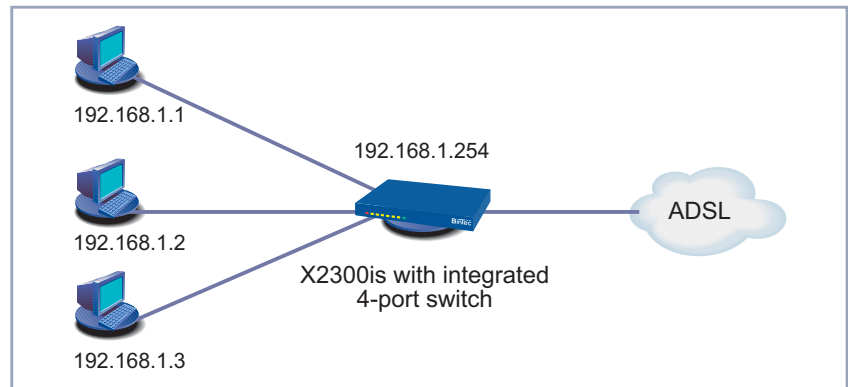 192.168.1.1
192.168.1.254
BinTec
ADSL
192.168.1.2
X2300is with integrated
4-port switch
192.168.1.3